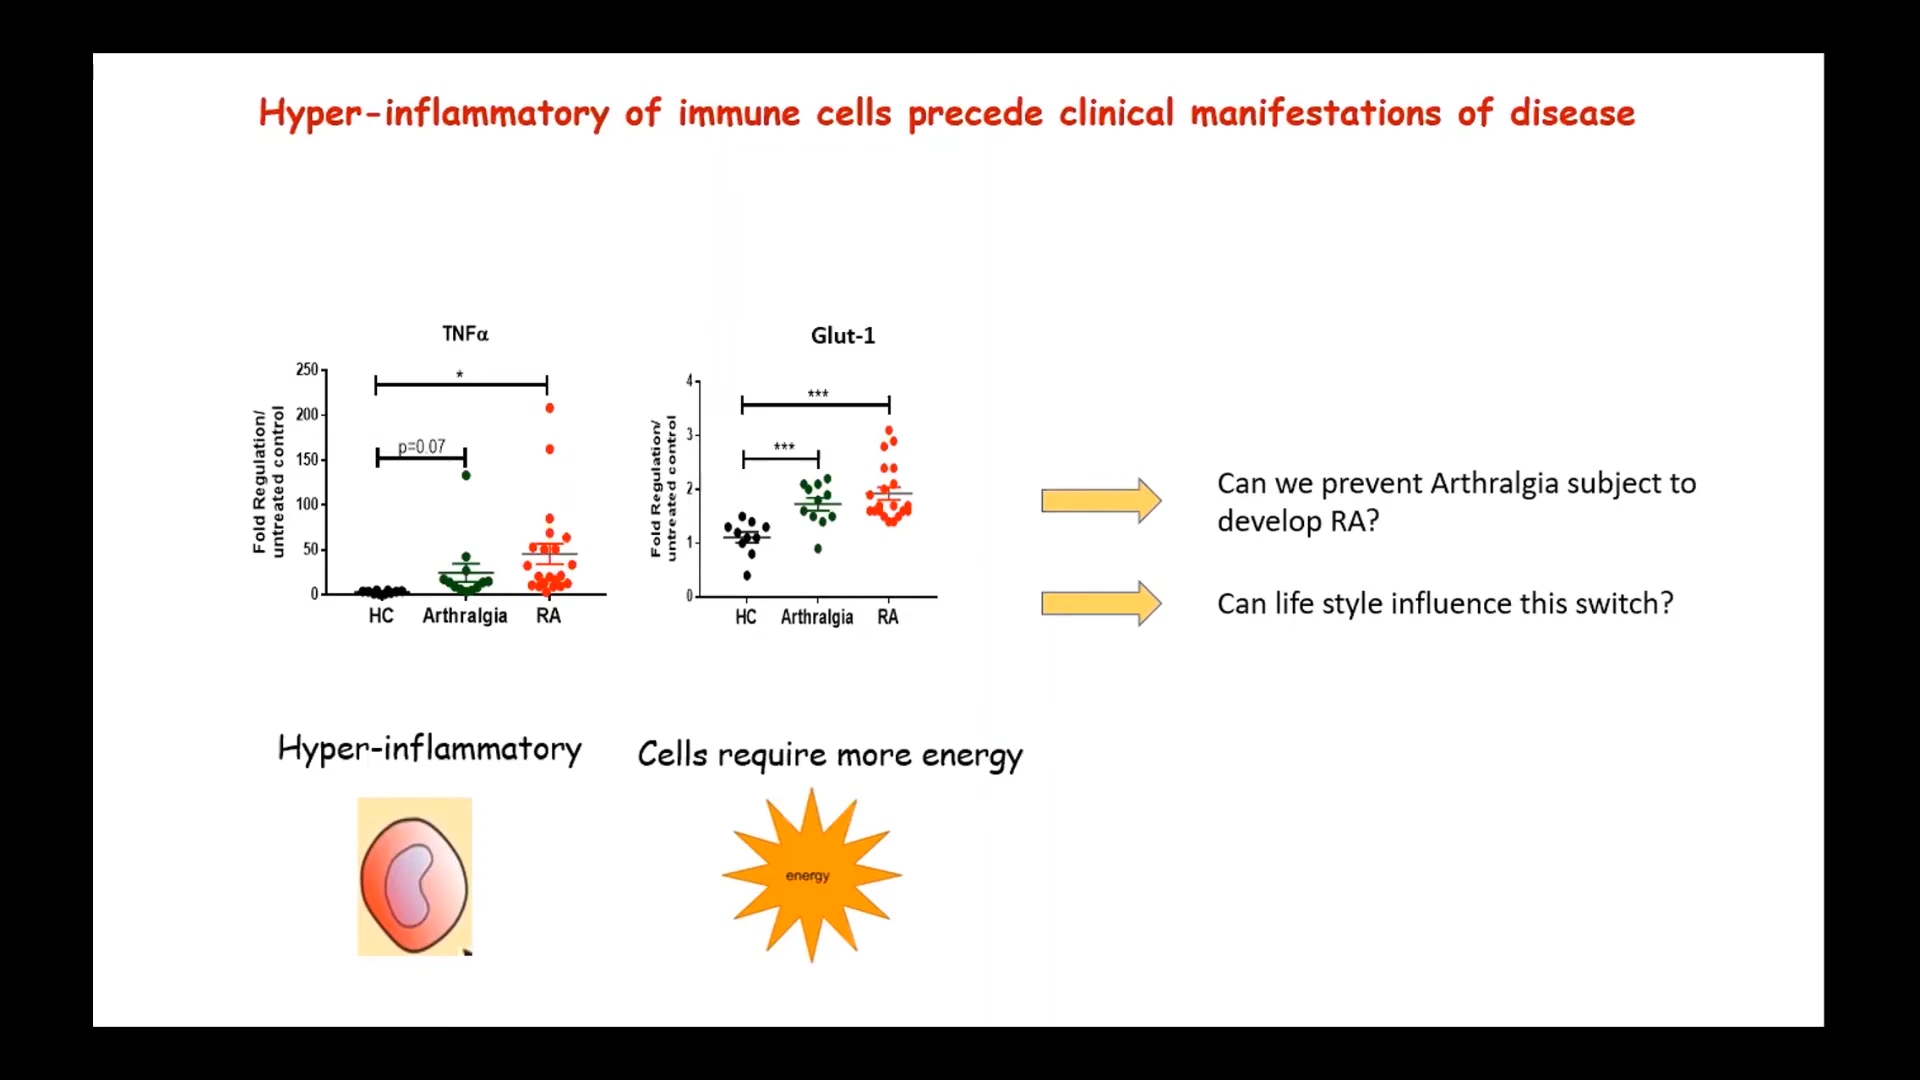 Hyper-inflammatory of immune cells precede clinical manifestations of disease
TNFα
Fold Regulation/
untreated control
250
200
150
100
50
0
*
p=0.07
HC Arthralgia RA
Glut-1
Fold Regulation/
untreated control
4
3
2
1
0
***
***
HC Arthralgia RA
Can we prevent Arthralgia subject to
develop RA?
Can life style influence this switch?
Hyper-inflammatory
Cells require more energy
energy